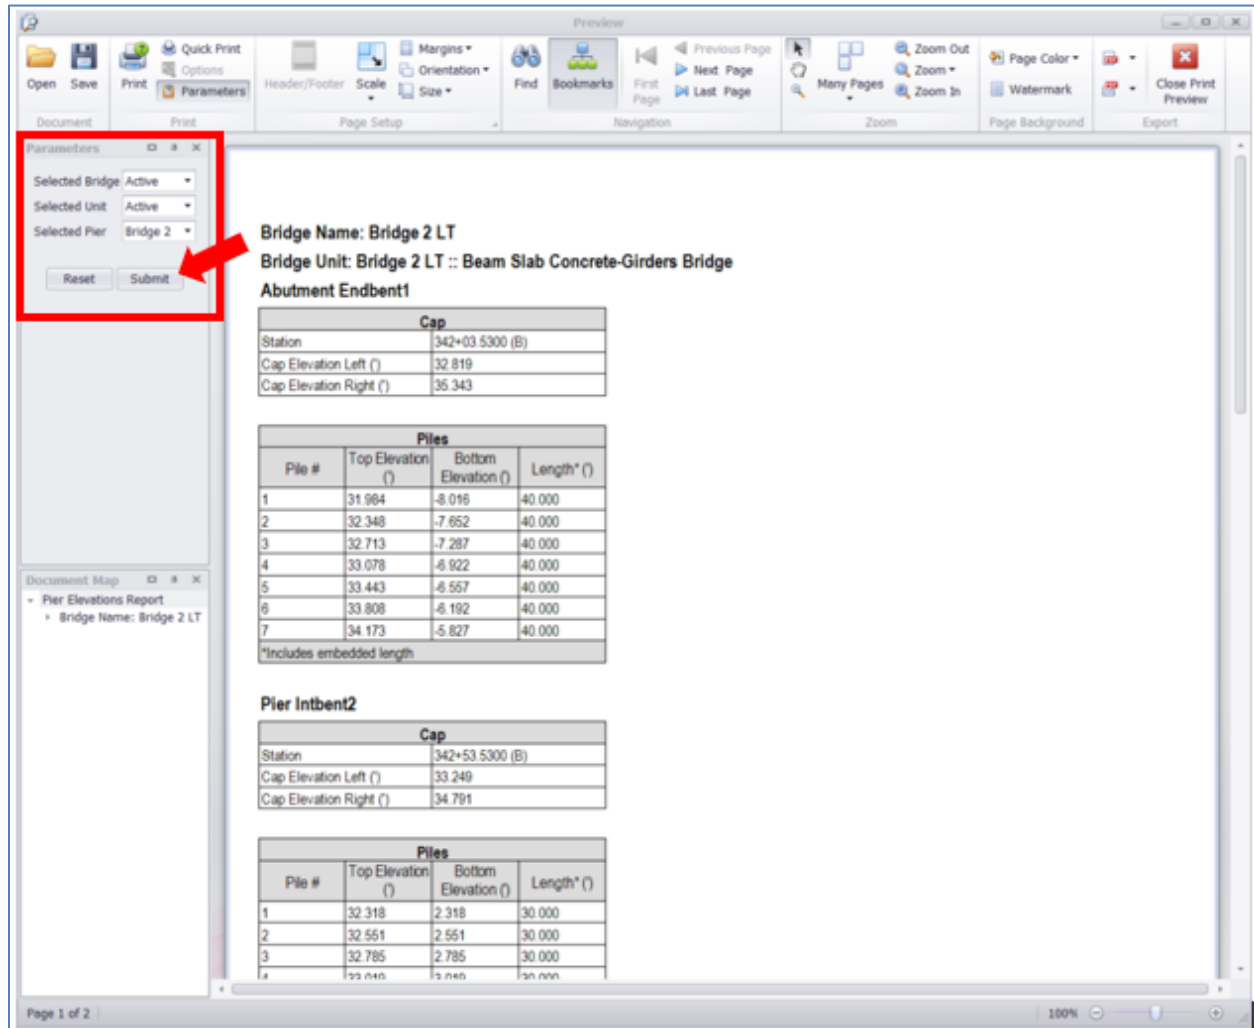 Preview
Open Save Print Quick Print Options Parameters Header/Footer Scale Margins Orientation Size Find Bookmarks First Page Previous Page Next Page Last Page Many Pages Zoom Out Zoom Zoom In Page Color Watermark Close Print Preview
Document Print Page Setup Navigation Zoom Page Background Export
Parameters
Selected Bridge Active
Selected Unit Active
Selected Pier Bridge 2
Reset Submit
Document Map
Pier Elevations Report
Bridge Name: Bridge 2 LT
Bridge Name: Bridge 2 LT
Bridge Unit: Bridge 2 LT :: Beam Slab Concrete-Girders Bridge
Abutment Endbent1
Cap
Station 342+03.5300 (B)
Cap Elevation Left (') 32.819
Cap Elevation Right (') 35.343
Piles
Pile # Top Elevation (') Bottom Elevation (') Length* (')
1 31.984 -8.016 40.000
2 32.348 -7.652 40.000
3 32.713 -7.287 40.000
4 33.078 -6.922 40.000
5 33.443 -6.557 40.000
6 33.808 -6.192 40.000
7 34.173 -5.827 40.000
*Includes embedded length
Pier Intbent2
Cap
Station 342+53.5300 (B)
Cap Elevation Left (') 33.249
Cap Elevation Right (') 34.791
Piles
Pile # Top Elevation (') Bottom Elevation (') Length* (')
1 32.318 2.318 30.000
2 32.551 2.551 30.000
3 32.785 2.785 30.000
4 33.019 3.019 30.000
Page 1 of 2
100%